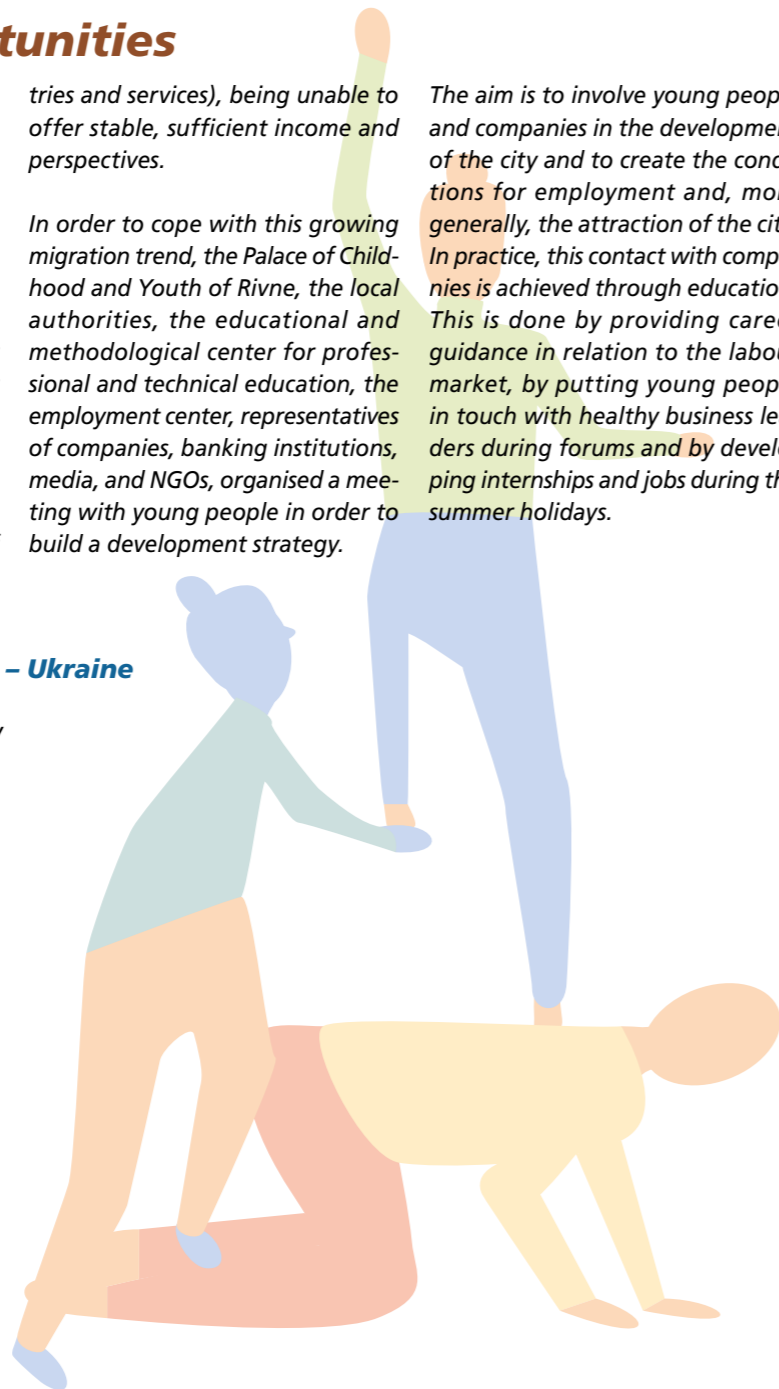 tunities
tries and services), being unable to
offer stable, sufficient income and
perspectives.
In order to cope with this growing
migration trend, the Palace of Child-
hood and Youth of Rivne, the local
authorities, the educational and
methodological center for profes-
sional and technical education, the
employment center, representatives
of companies, banking institutions,
media, and NGOs, organised a mee-
ting with young people in order to
build a development strategy.
The aim is to involve young peop
and companies in the developme
of the city and to create the cond
tions for employment and, mo
generally, the attraction of the cit
In practice, this contact with comp
nies is achieved through educatio
This is done by providing care
guidance in relation to the labou
market, by putting young peop
in touch with healthy business le
ders during forums and by develo
ping internships and jobs during th
summer holidays.
– Ukraine